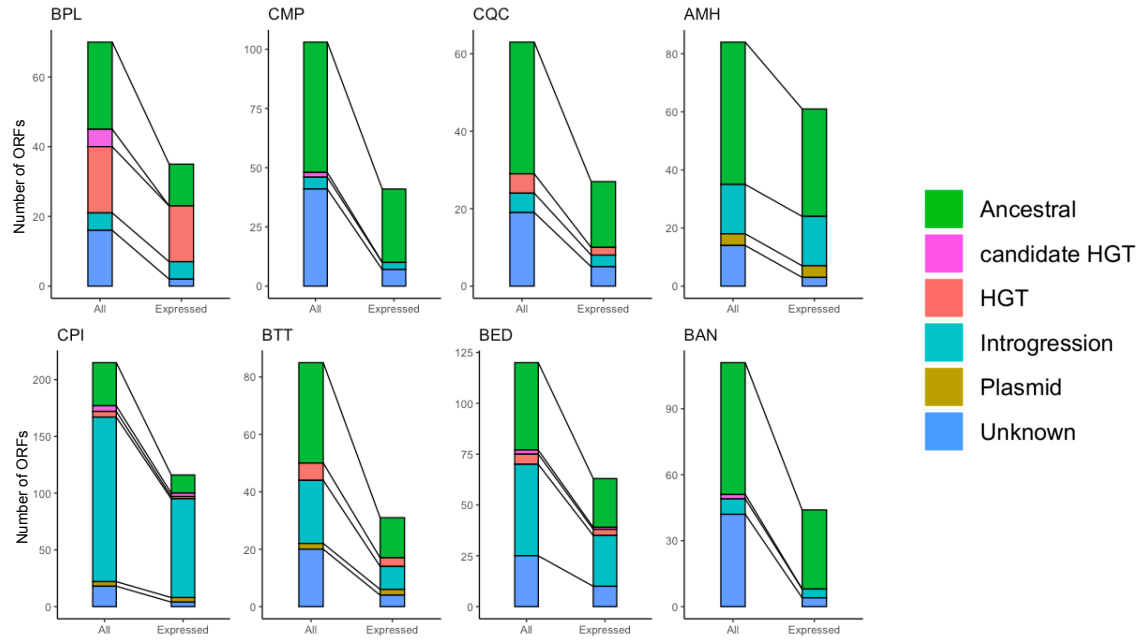 BPL
CMP
CQC
AMH
Number of ORFs
60
40
20
0
All
Expressed
100
75
50
25
0
All
Expressed
60
40
20
0
All
Expressed
80
60
40
20
0
All
Expressed
CPI
BTT
BED
BAN
Number of ORFs
200
150
100
50
0
All
Expressed
80
60
40
20
0
All
Expressed
125
100
75
50
25
0
All
Expressed
90
60
30
0
All
Expressed
Ancestral
candidate HGT
HGT
Introgression
Plasmid
Unknown